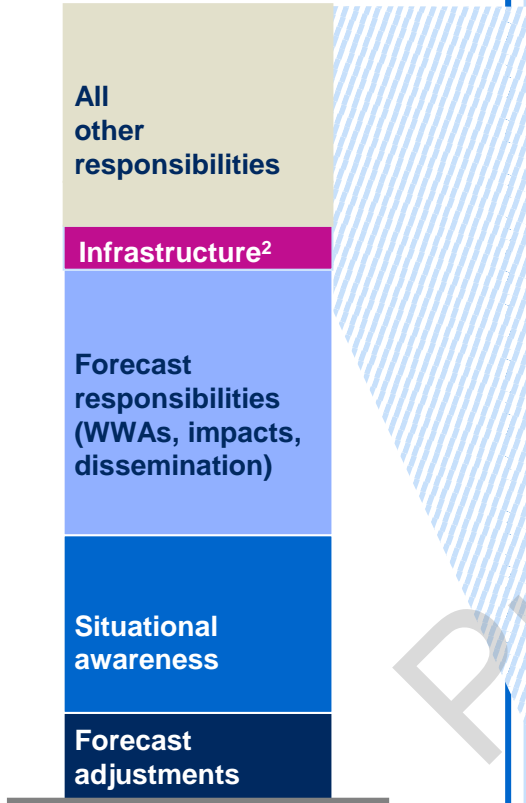 All
other
responsibilities
Infrastructure²
Forecast
responsibilities
(WWAs, impacts,
dissemination)
Situational
awareness
Forecast
adjustments